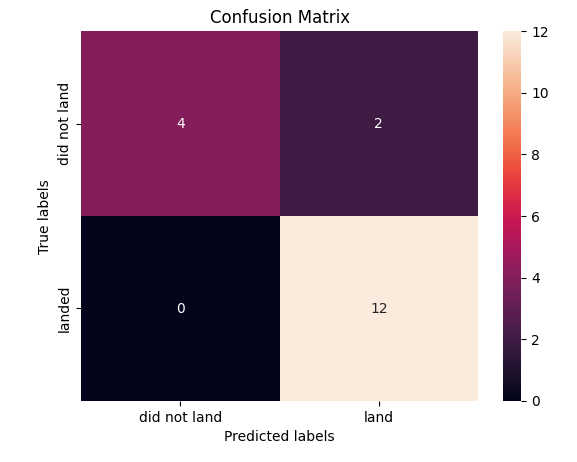 Confusion Matrix
True labels
did not land
landed
4
2
0
12
did not land
land
Predicted labels
12
10
8
6
4
2
0